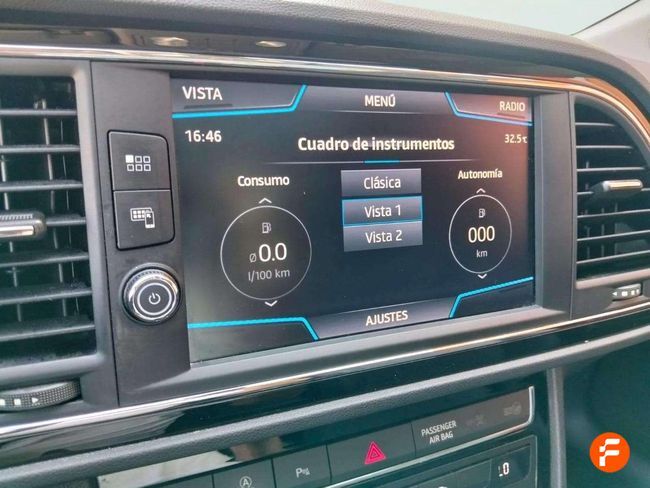 VISTA
MENÚ
RADIO
16:46
Cuadro de instrumentos
32.5°C
Consumo
Clásica
Autonomía
Vista 1
Vista 2
Ø 0.0
l/100 km
000
km
AJUSTES
PASSENGER
AIR BAG
A
P
F